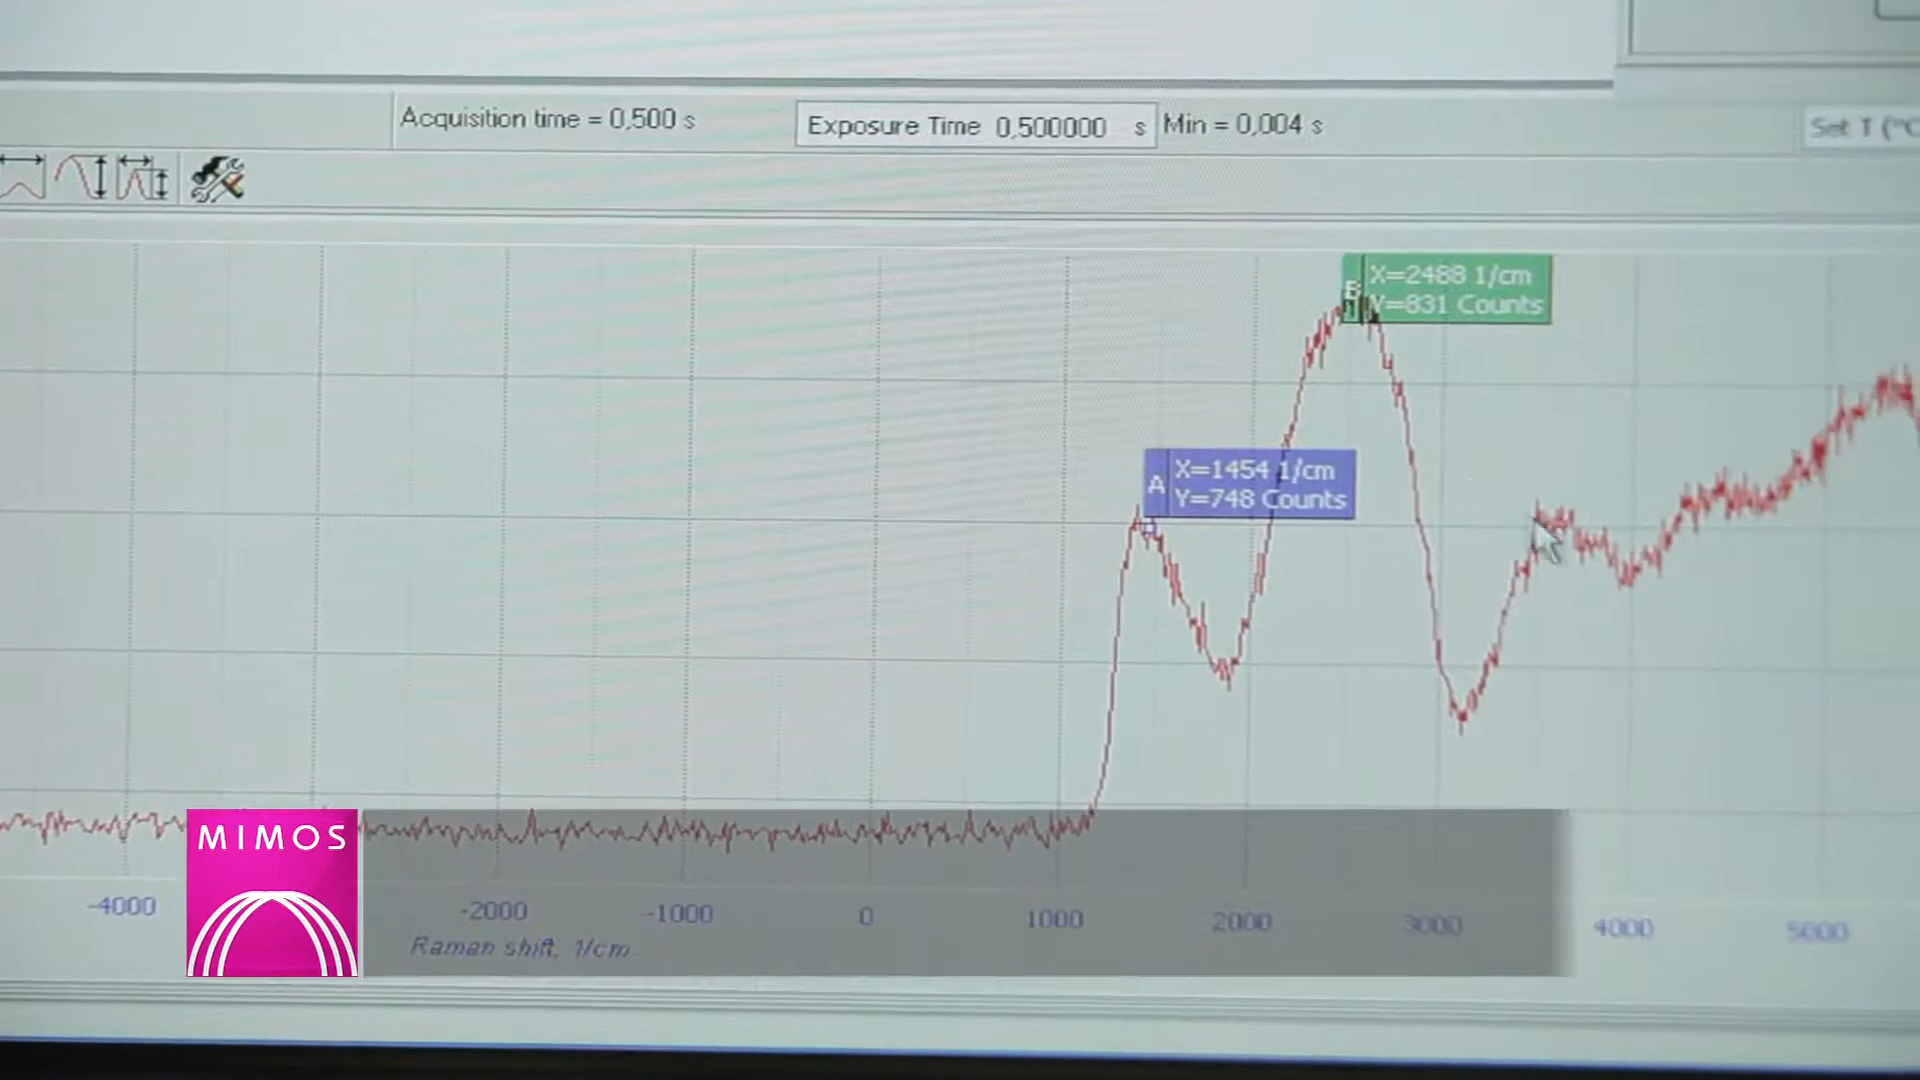 Acquisition time = 0,500 s
Exposure Time 0,500000 s
Min = 0,004 s
Set T (°C
B
X=2488 1/cm
Y=831 Counts
A
X=1454 1/cm
Y=748 Counts
MIMOS
-4000
-2000
-1000
0
1000
2000
3000
4000
5000
Raman shift, 1/cm